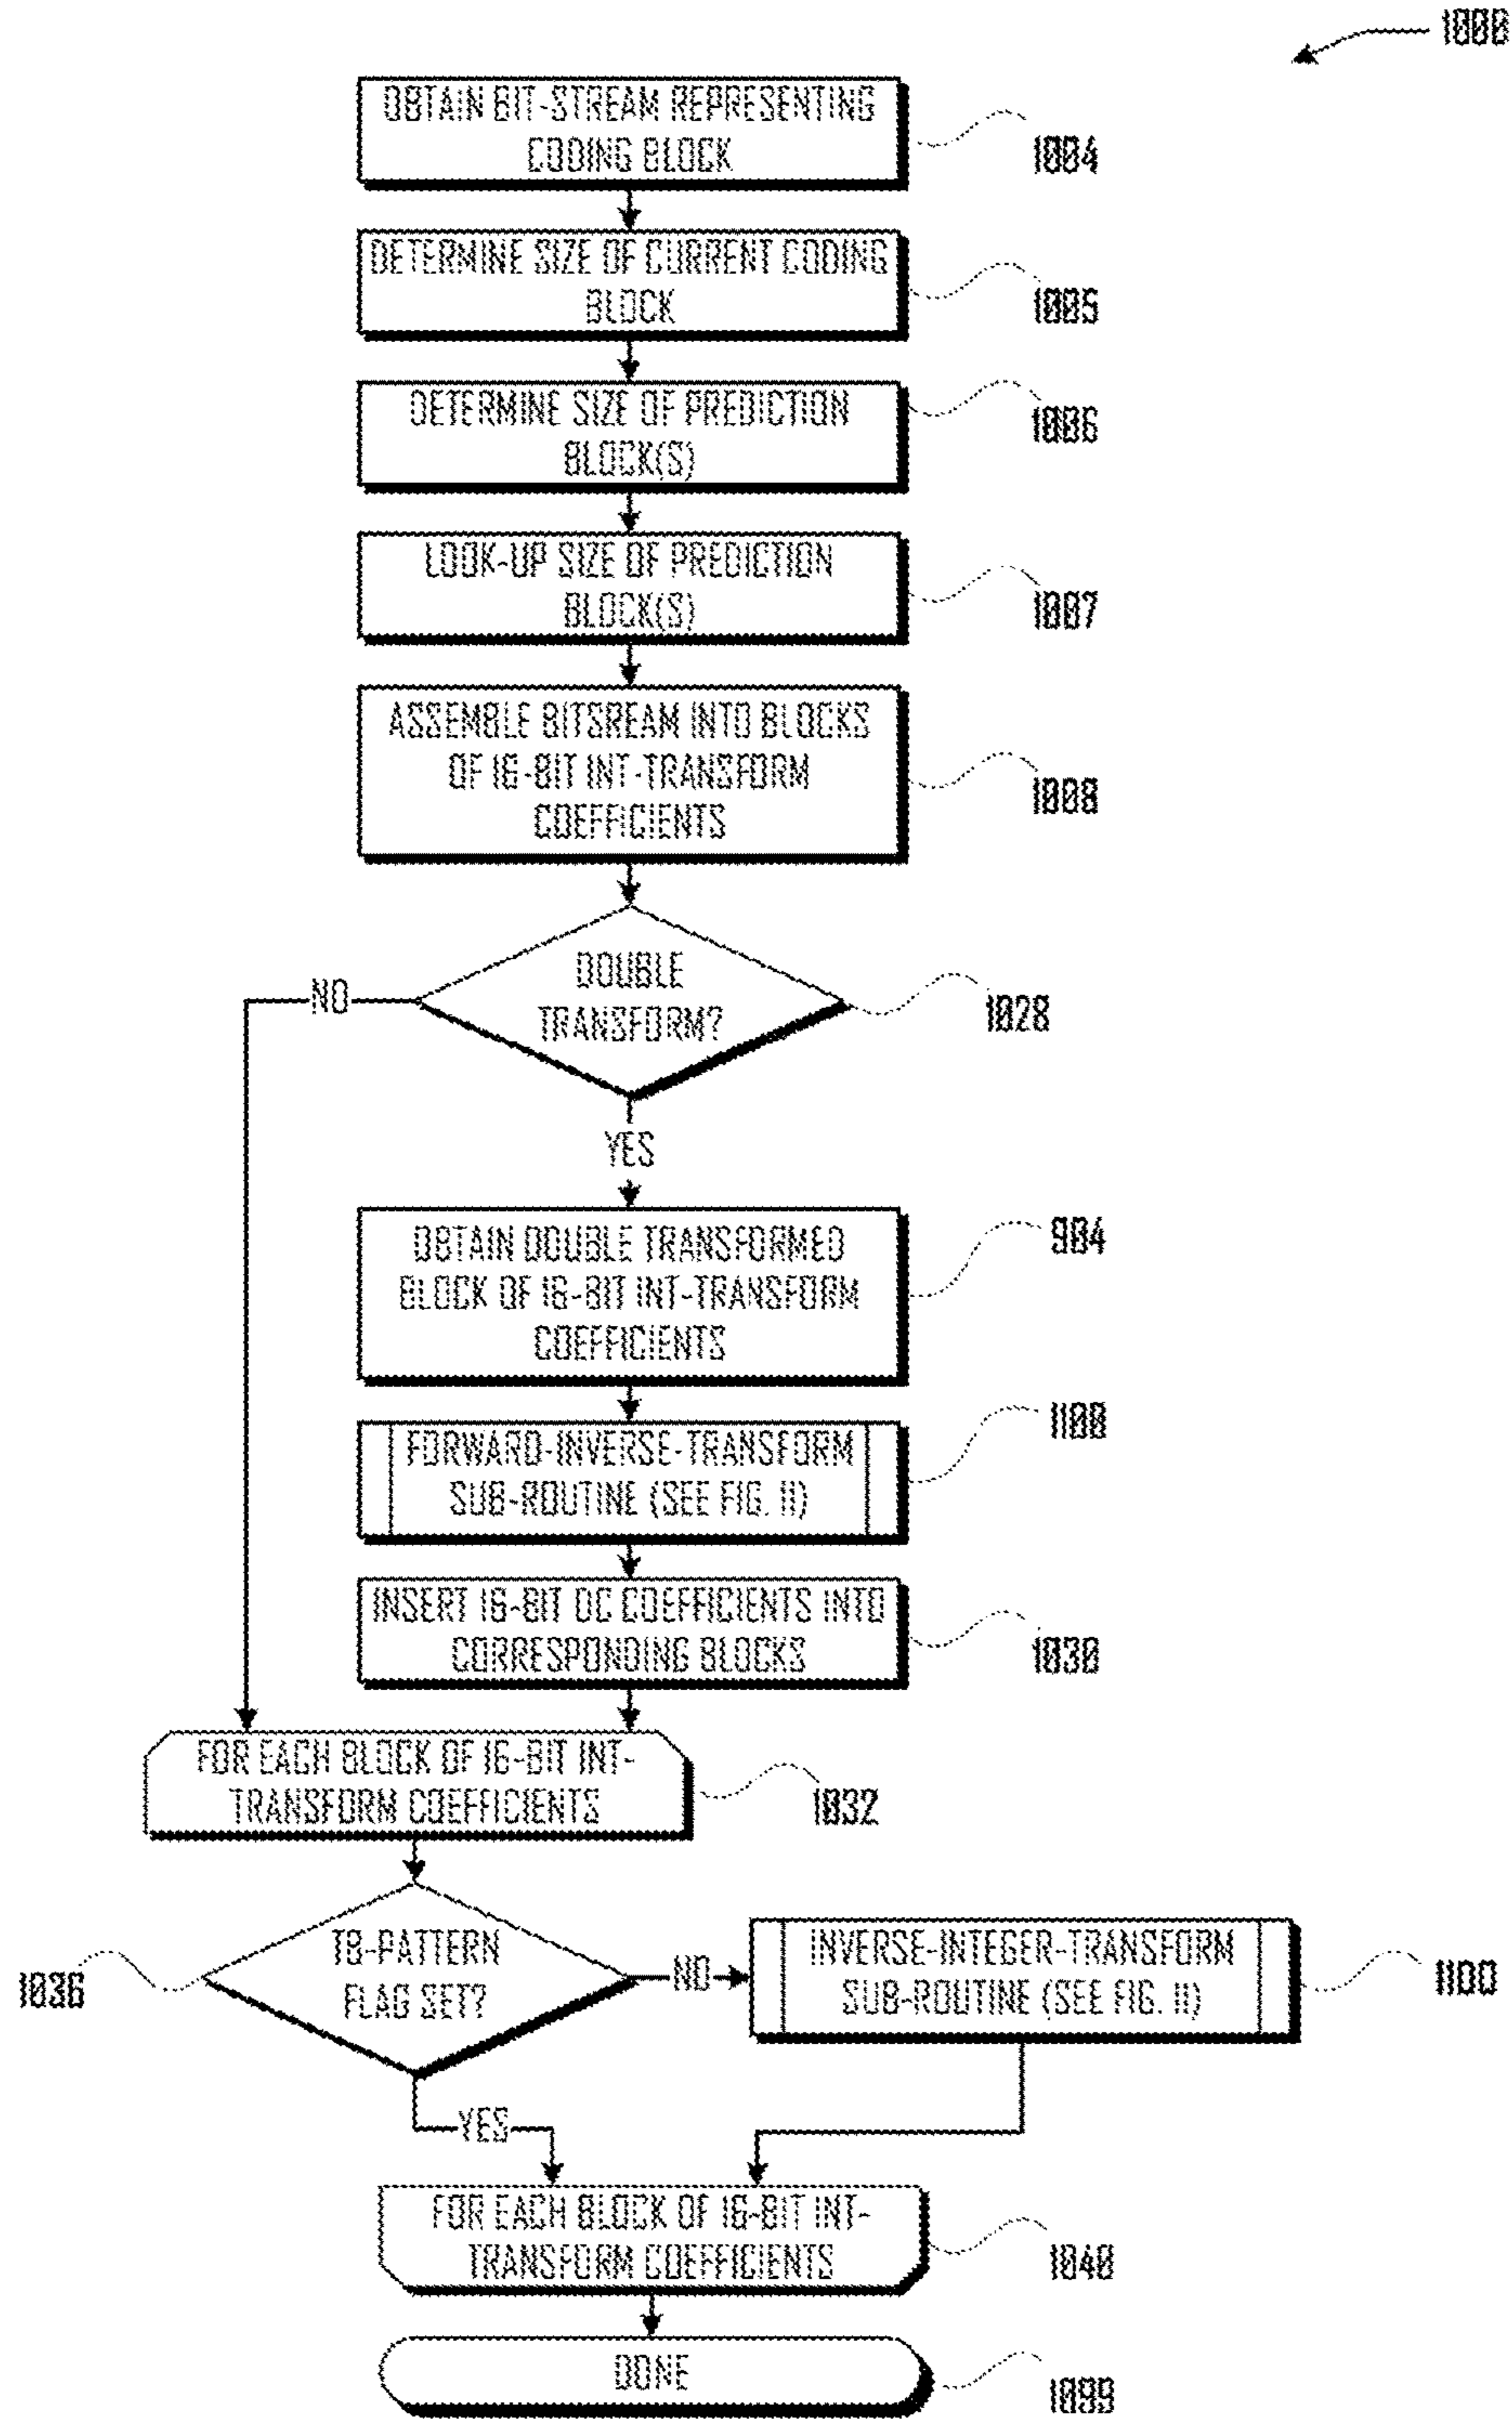 1000
OBTAIN BIT-STREAM REPRESENTING
CODING BLOCK
1004
DETERMINE SIZE OF CURRENT CODING
BLOCK
1005
DETERMINE SIZE OF PREDICTION
BLOCK(S)
1006
LOOK-UP SIZE OF PREDICTION
BLOCK(S)
1007
ASSEMBLE BITSREAM INTO BLOCKS
OF 16-BIT INT-TRANSFORM
COEFFICIENTS
1008
DOUBLE
TRANSFORM?
NO
1028
YES
OBTAIN DOUBLE TRANSFORMED
BLOCK OF 16-BIT INT-TRANSFORM
COEFFICIENTS
904
FORWARD-INVERSE-TRANSFORM
SUB-ROUTINE (SEE FIG. 11)
1100
INSERT 16-BIT DC COEFFICIENTS INTO
CORRESPONDING BLOCKS
1030
FOR EACH BLOCK OF 16-BIT INT-
TRANSFORM COEFFICIENTS
1032
TB-PATTERN
FLAG SET?
1036
NO
INVERSE-INTEGER-TRANSFORM
SUB-ROUTINE (SEE FIG. 11)
1100
YES
FOR EACH BLOCK OF 16-BIT INT-
TRANSFORM COEFFICIENTS
1040
DONE
1099